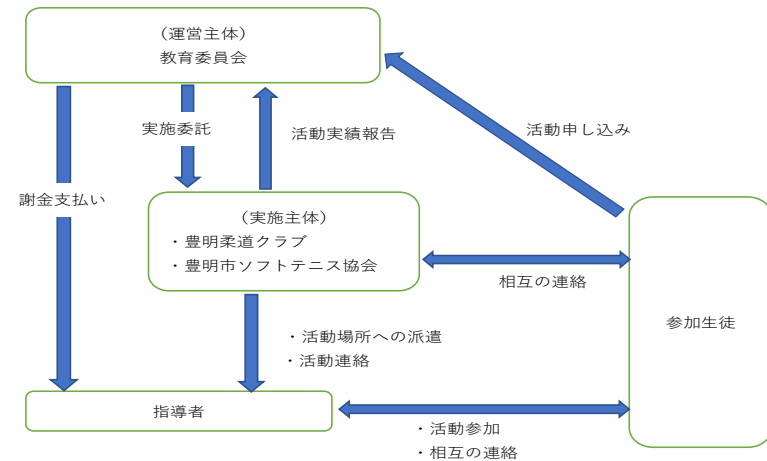 （運営主体）
教育委員会
実施委託
活動実績報告
活動申し込み
謝金支払い
（実施主体）
・豊明柔道クラブ
・豊明市ソフトテニス協会
相互の連絡
参加生徒
・活動場所への派遣
・活動連絡
指導者
・活動参加
・相互の連絡